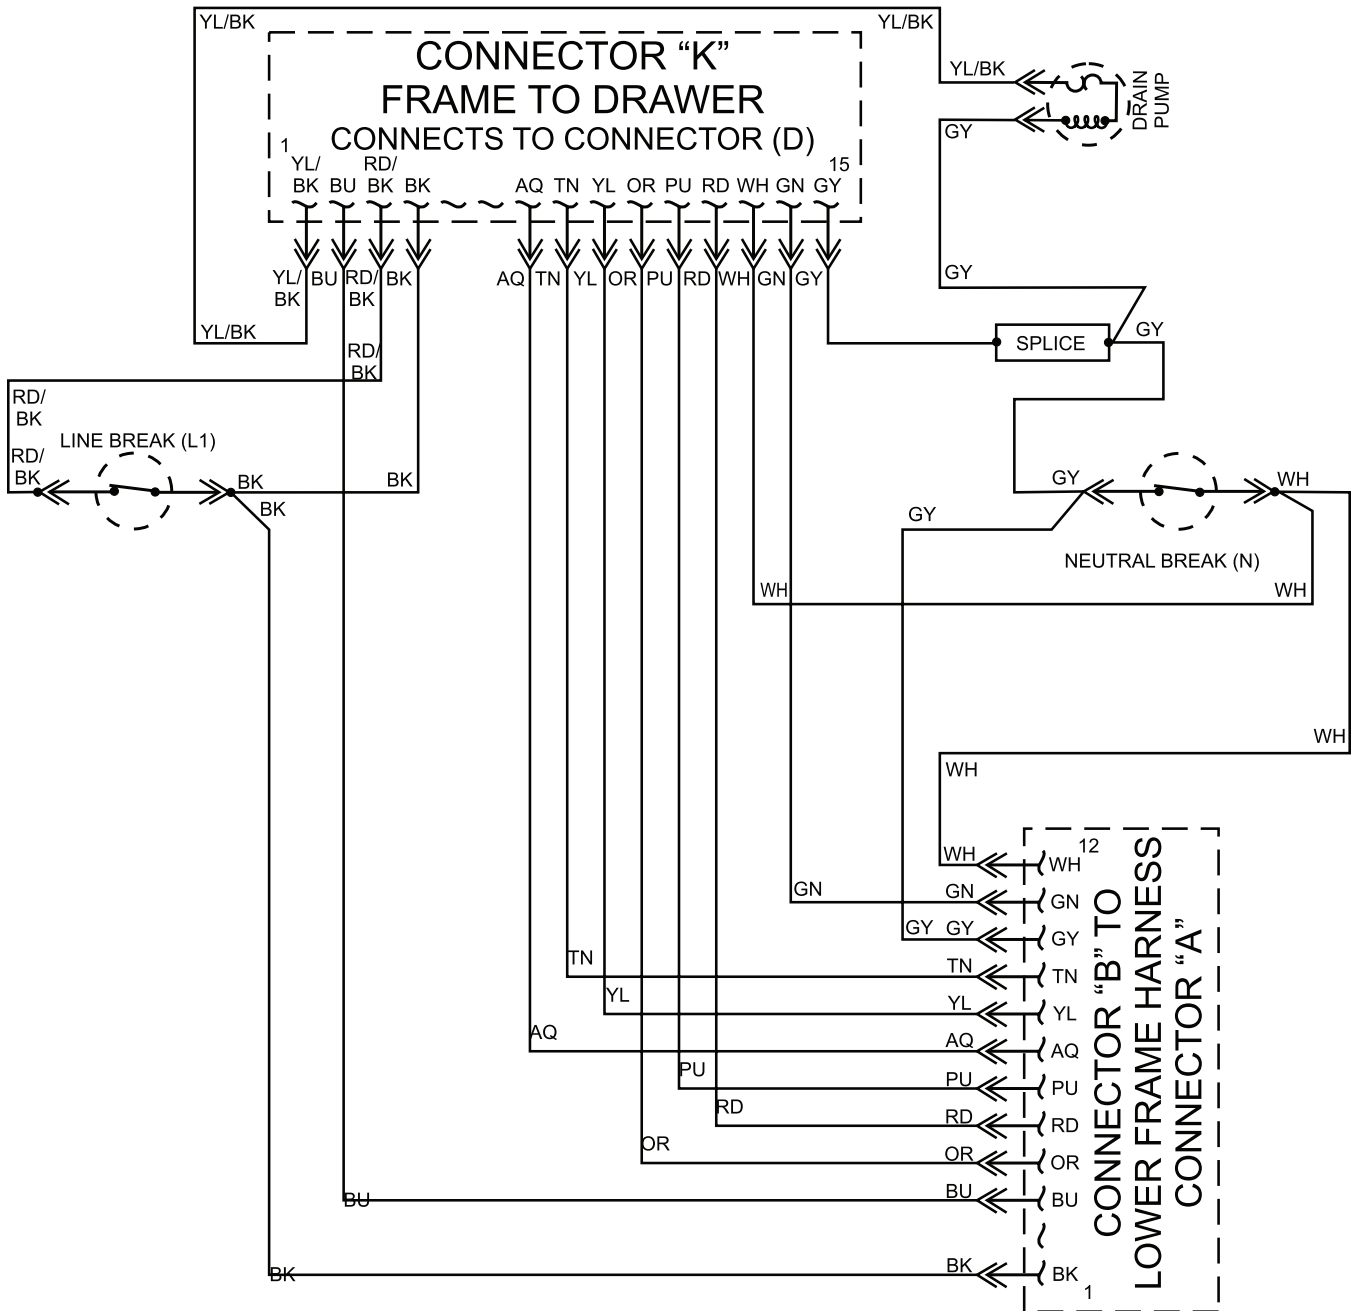 YL/BK
YL/BK
CONNECTOR “K”
FRAME TO DRAWER
CONNECTS TO CONNECTOR (D)
1
15
YL/
BK
BU
RD/
BK
BK
AQ
TN
YL
OR
PU
RD
WH
GN
GY
YL/BK
GY
DRAIN
PUMP
YL/
BK
BU
RD/
BK
BK
AQ
TN
YL
OR
PU
RD
WH
GN
GY
GY
YL/BK
RD/
BK
SPLICE
GY
RD/
BK
LINE BREAK (L1)
RD/
BK
BK
BK
BK
GY
WH
GY
NEUTRAL BREAK (N)
WH
WH
WH
WH
12
WH
WH
GN
GN
GN
GY
GY
GY
TN
TN
TN
YL
YL
YL
AQ
AQ
AQ
PU
PU
PU
RD
RD
RD
OR
OR
OR
BU
BU
BU
BK
BK
BK
1
CONNECTOR “B” TO
LOWER FRAME HARNESS
CONNECTOR “A”